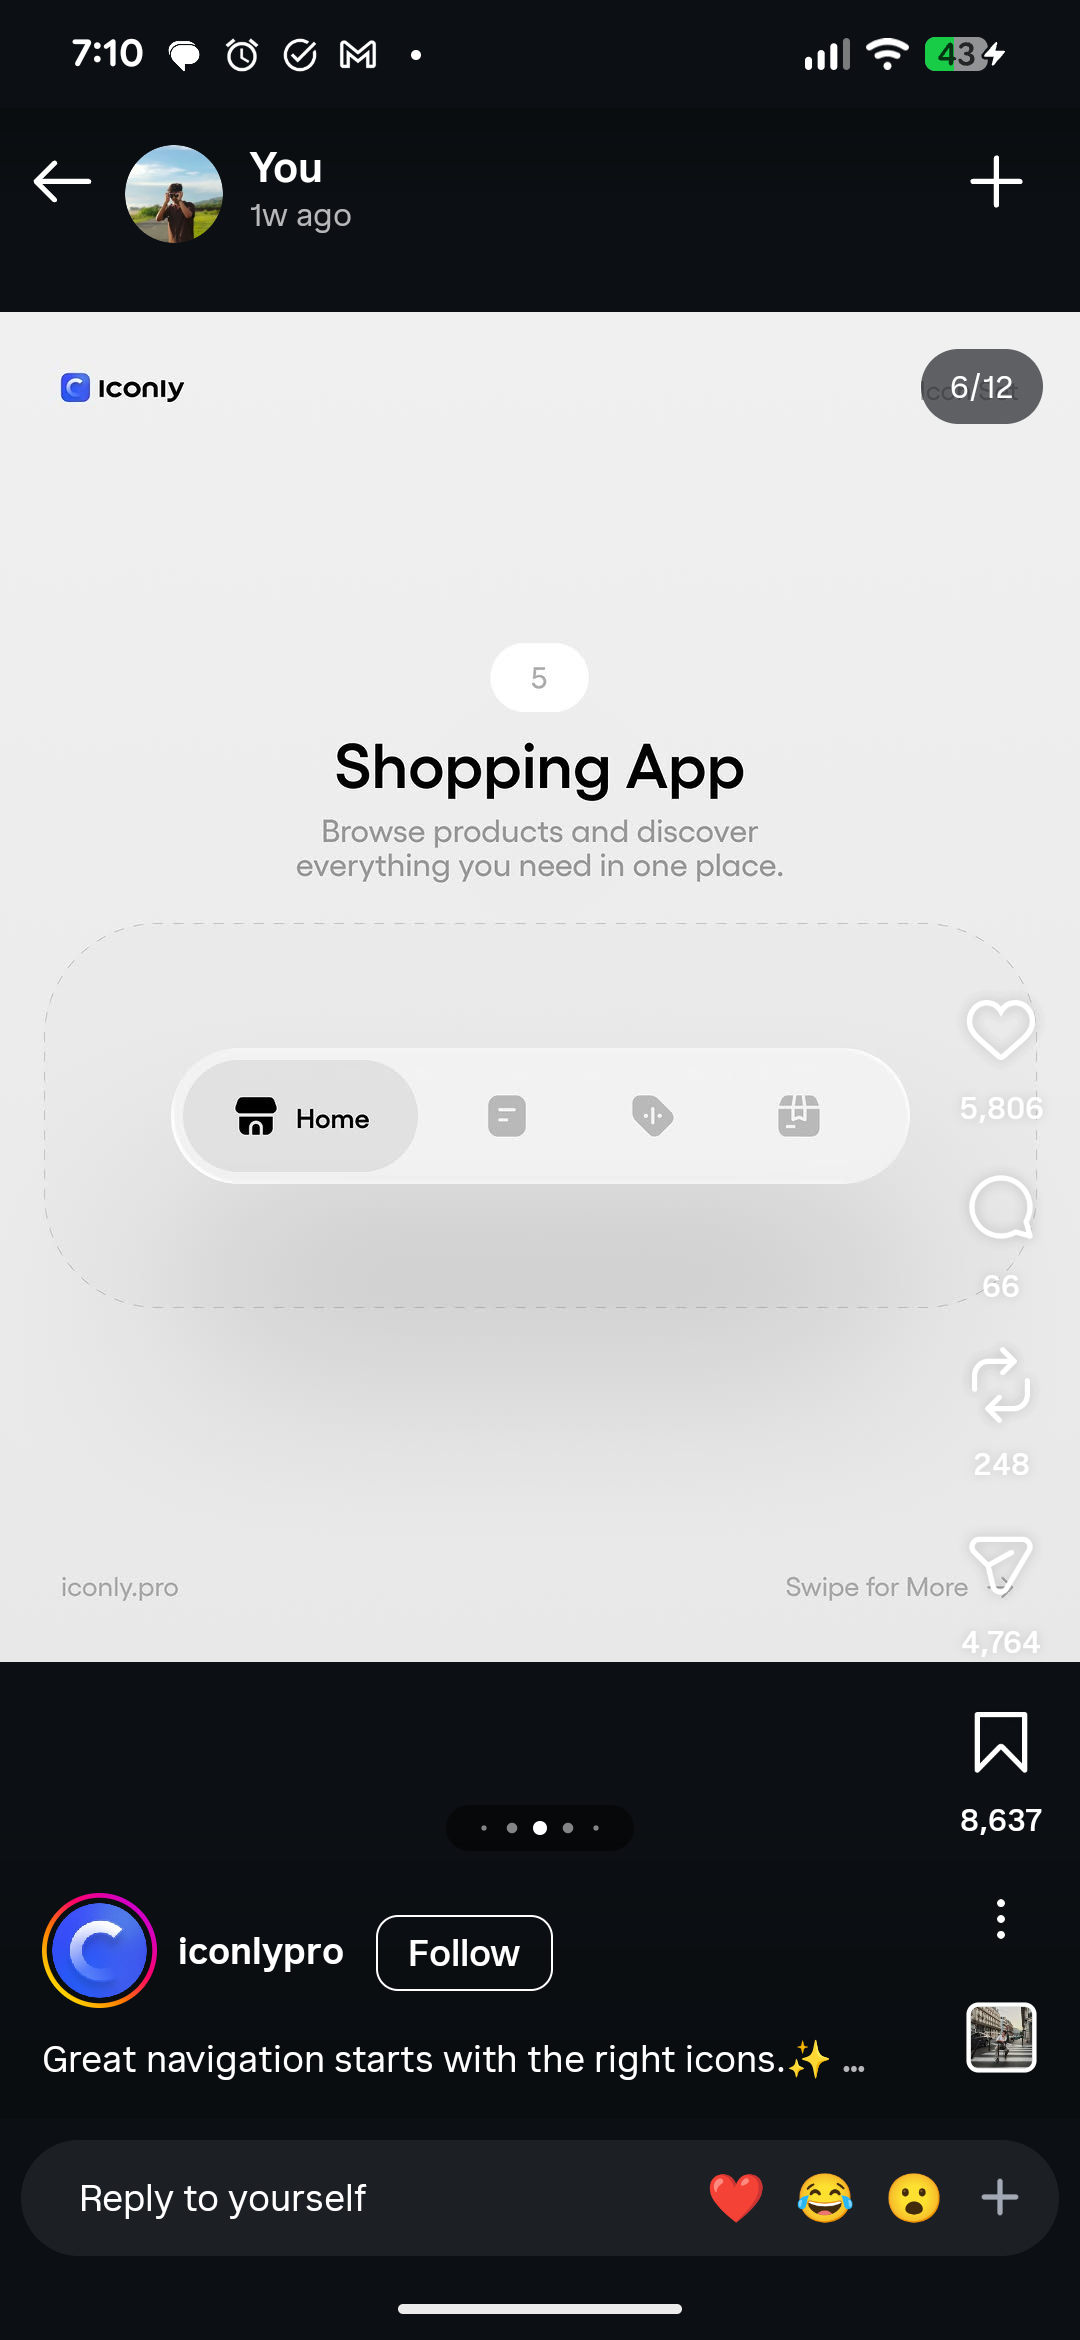 7:10
43
You
1w ago
Iconly
6/12
5
Shopping App
Browse products and discover
everything you need in one place.
Home
5,806
66
248
iconly.pro
Swipe for More
4,764
8,637
iconlypro
Follow
Great navigation starts with the right icons.✨ ...
Reply to yourself